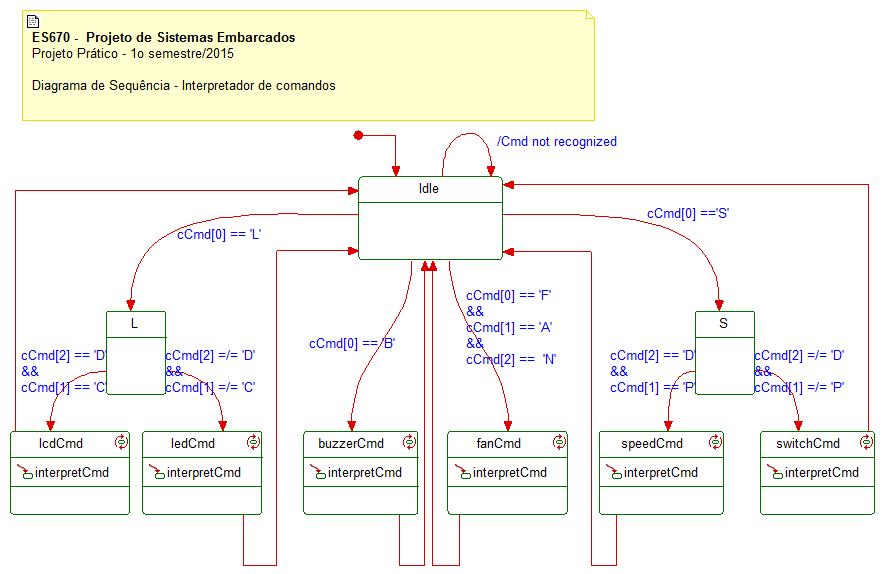 ES670 -  Projeto de Sistemas Embarcados
Projeto Prático - 1o semestre/2015
Diagrama de Sequência - Interpretador de comandos
/Cmd not recognized
Idle
cCmd[0] == 'L'
cCmd[0] =='S'
L
S
cCmd[0] == 'F'
&&
cCmd[1] == 'A'
&&
cCmd[2] ==  'N'
cCmd[0] == 'B'
cCmd[2] == 'D'
&&
cCmd[1] == 'C'
cCmd[2] =/= 'D'
&&
cCmd[1] =/= 'C'
cCmd[2] == 'D'
&&
cCmd[1] == 'P'
cCmd[2] =/= 'D'
&&
cCmd[1] =/= 'P'
lcdCmd
interpretCmd
ledCmd
interpretCmd
buzzerCmd
interpretCmd
fanCmd
interpretCmd
speedCmd
interpretCmd
switchCmd
interpretCmd